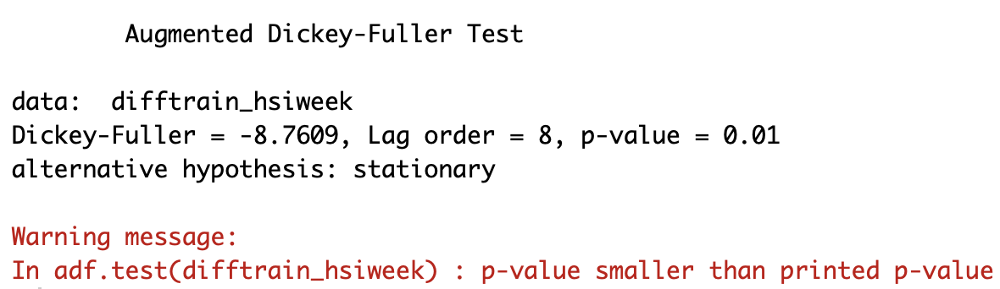 Augmented Dickey-Fuller Test
data:  difftrain_hsiweek
Dickey-Fuller = -8.7609, Lag order = 8, p-value = 0.01
alternative hypothesis: stationary
Warning message:
In adf.test(difftrain_hsiweek) : p-value smaller than printed p-value